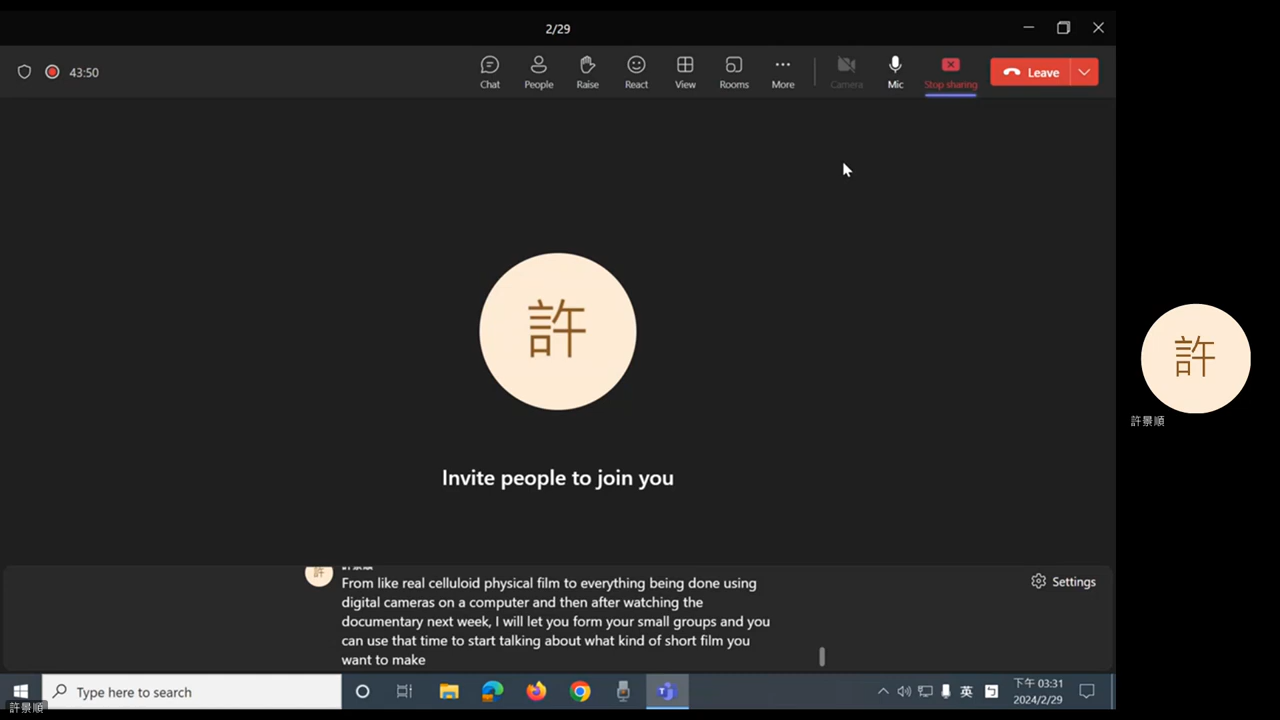 2/29
43:50
Chat
People
Raise
React
View
Rooms
More
Camera
Mic
Stop sharing
Leave
許
Invite people to join you
許
許景順
許
From like real celluloid physical film to everything being done using
digital cameras on a computer and then after watching the
documentary next week, I will let you form your small groups and you
can use that time to start talking about what kind of short film you
want to make
Settings
Type here to search
英
下午 03:31
2024/2/29
許景順